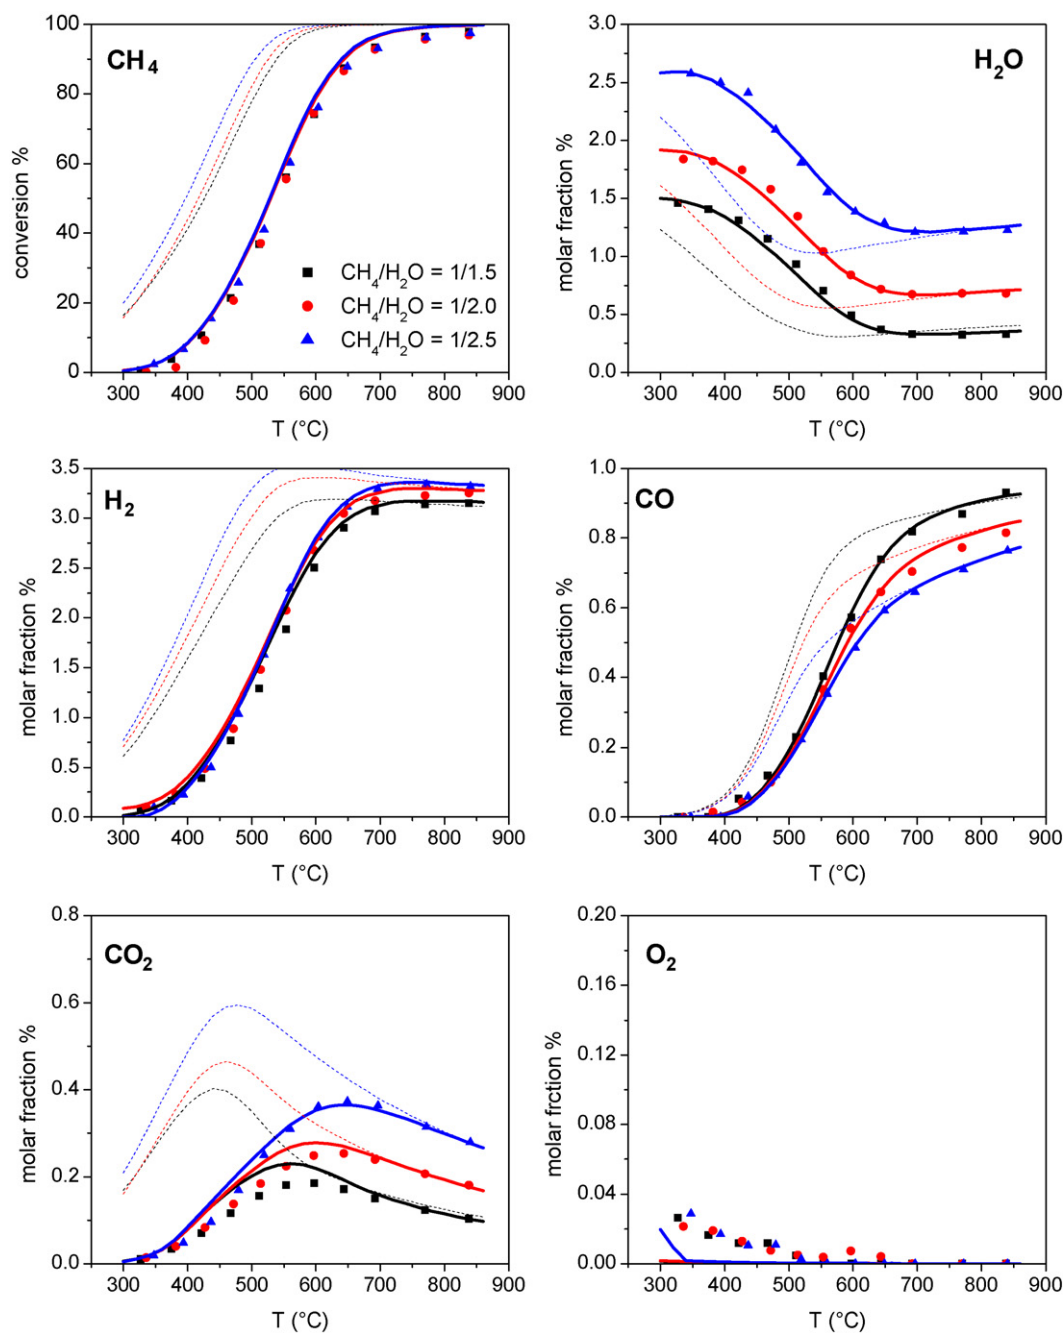 100
80
60
40
20
0
conversion %
CH₄
CH₄/H₂O = 1/1.5
CH₄/H₂O = 1/2.0
CH₄/H₂O = 1/2.5
300 400 500 600 700 800 900
T (°C)
3.0
2.5
2.0
1.5
1.0
0.5
0.0
molar fraction %
H₂O
300 400 500 600 700 800 900
T (°C)
3.5
3.0
2.5
2.0
1.5
1.0
0.5
0.0
molar fraction %
H₂
300 400 500 600 700 800 900
T (°C)
1.0
0.8
0.6
0.4
0.2
0.0
molar fraction %
CO
300 400 500 600 700 800 900
T (°C)
0.8
0.6
0.4
0.2
0.0
molar fraction %
CO₂
300 400 500 600 700 800 900
T (°C)
0.20
0.16
0.12
0.08
0.04
0.00
molar frction %
O₂
300 400 500 600 700 800 900
T (°C)